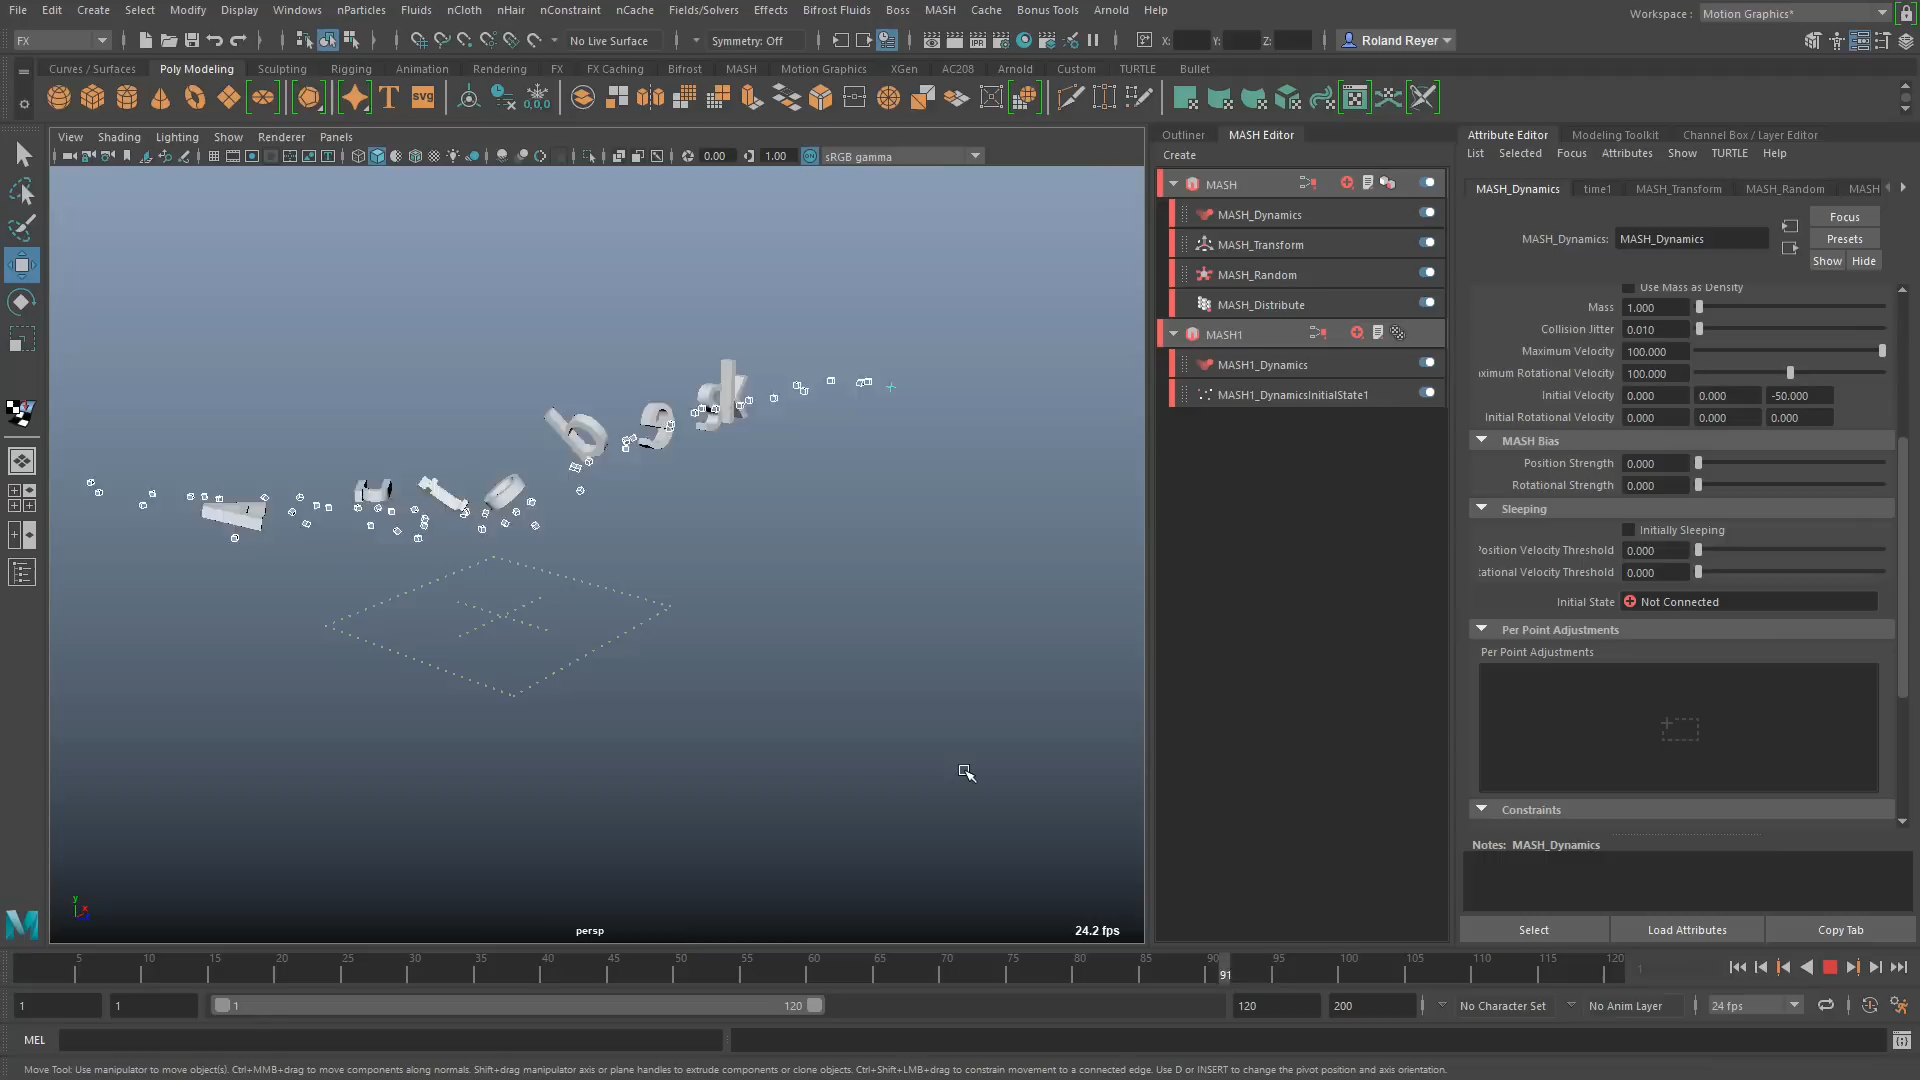 File Edit Create Select Modify Display Windows nParticles Fluids nCloth nHair nConstraint nCache Fields/Solvers Effects Bifrost Fluids Boss MASH Cache Bonus Tools Arnold Help
Workspace : Motion Graphics*
FX No Live Surface Symmetry: Off X: Y: Z: Roland Reyer
Curves / Surfaces Poly Modeling Sculpting Rigging Animation Rendering FX FX Caching Bifrost MASH Motion Graphics XGen AC208 Arnold Custom TURTLE Bullet
T svg 0,0,0
View Shading Lighting Show Renderer Panels
0.00 1.00 ON sRGB gamma
y x
persp
24.2 fps
Outliner MASH Editor
Create
MASH
MASH_Dynamics
MASH_Transform
MASH_Random
MASH_Distribute
MASH1
MASH1_Dynamics
MASH1_DynamicsInitialState1
Attribute Editor Modeling Toolkit Channel Box / Layer Editor
List Selected Focus Attributes Show TURTLE Help
MASH_Dynamics time1 MASH_Transform MASH_Random MASH
Focus
MASH_Dynamics: MASH_Dynamics Presets
Show Hide
Use Mass as Density
Mass 1.000
Collision Jitter 0.010
Maximum Velocity 100.000
ximum Rotational Velocity 100.000
Initial Velocity 0.000 0.000 -50.000
Initial Rotational Velocity 0.000 0.000 0.000
MASH Bias
Position Strength 0.000
Rotational Strength 0.000
Sleeping
Initially Sleeping
Position Velocity Threshold 0.000
tational Velocity Threshold 0.000
Initial State Not Connected
Per Point Adjustments
Per Point Adjustments
Constraints
Notes: MASH_Dynamics
Select Load Attributes Copy Tab
5 10 15 20 25 30 35 40 45 50 55 60 65 70 75 80 85 90 95 100 105 110 115 120 1
91
1 1 1 120 120 200 No Character Set No Anim Layer 24 fps
MEL
Move Tool: Use manipulator to move object(s). Ctrl+MMB+drag to move components along normals. Shift+drag manipulator axis or plane handles to extrude components or clone objects. Ctrl+Shift+LMB+drag to constrain movement to a connected edge. Use D or INSERT to change the pivot position and axis orientation.